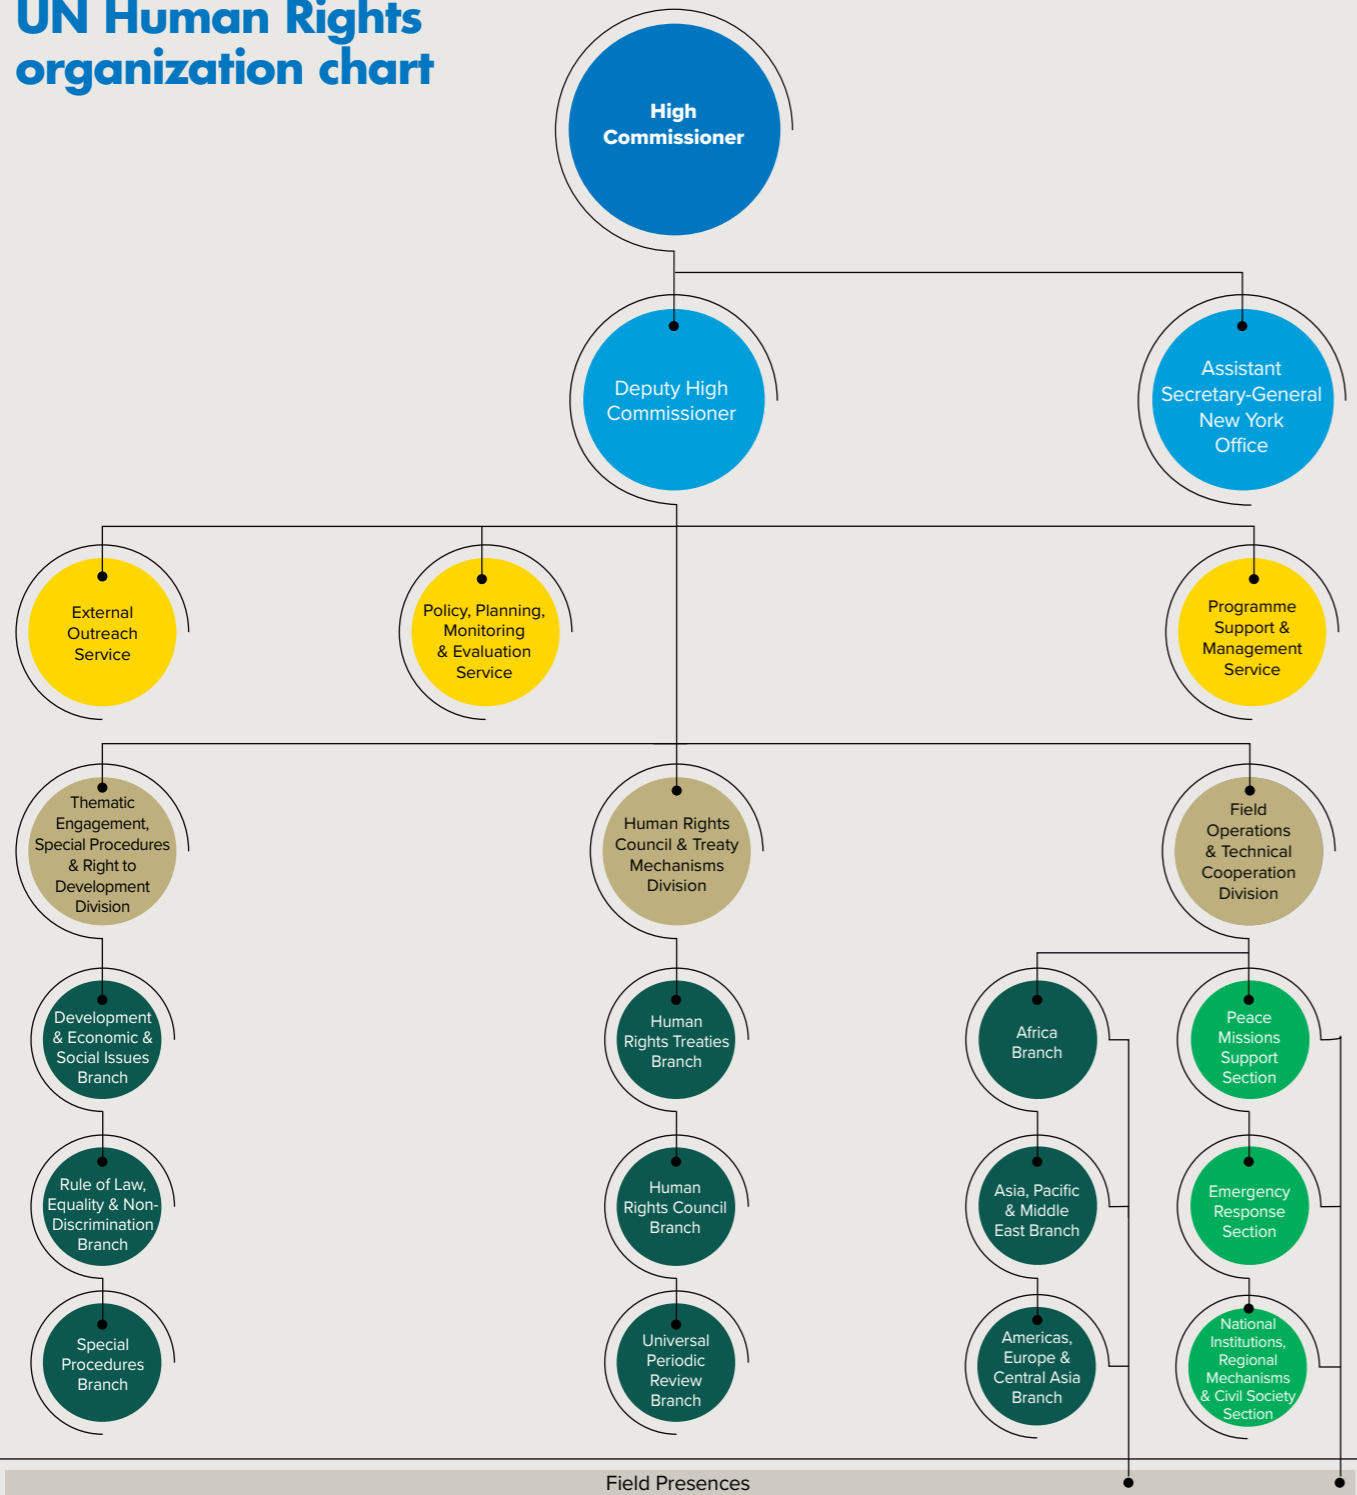 UN Human Rights
organization chart
High
Commissioner
Deputy High
Commissioner
Assistant
Secretary-General
New York
Office
External
Outreach
Service
Policy, Planning,
Monitoring
& Evaluation
Service
Programme
Support &
Management
Service
Thematic
Engagement,
Special Procedures
& Right to
Development
Division
Human Rights
Council & Treaty
Mechanisms
Division
Field
Operations
& Technical
Cooperation
Division
Development
& Economic &
Social Issues
Branch
Human
Rights Treaties
Branch
Africa
Branch
Peace
Missions
Support
Section
Rule of Law,
Equality & Non-
Discrimination
Branch
Human
Rights Council
Branch
Asia, Pacific
& Middle
East Branch
Emergency
Response
Section
Special
Procedures
Branch
Universal
Periodic
Review
Branch
Americas,
Europe &
Central Asia
Branch
National
Institutions,
Regional
Mechanisms
& Civil Society
Section
Field Presences